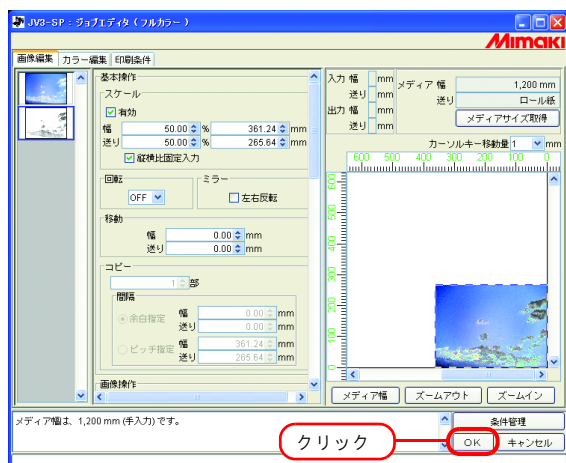 JV3-SP：ジョブエディタ（フルカラー）
Mimaki
画像編集 カラー編集 印刷条件
基本操作
スケール
有効
幅 50.00 % 361.24 mm
送り 50.00 % 265.64 mm
縦横比固定入力
回転
OFF
ミラー
左右反転
移動
幅 0.00 mm
送り 0.00 mm
コピー
1 部
間隔
余白指定 幅 0.00 mm
送り 0.00 mm
ピッチ指定 幅 361.24 mm
送り 265.64 mm
画像操作
入力 幅 mm
送り mm
出力 幅 mm
送り mm
メディア 幅 1,200 mm
送り ロール紙
メディアサイズ取得
カーソルキー移動量 1 mm
600 500 400 300 200 100 0
600
500
400
300
200
100
0
メディア幅 ズームアウト ズームイン
メディア幅は、1,200 mm (手入力) です。
条件管理
クリック
OK キャンセル